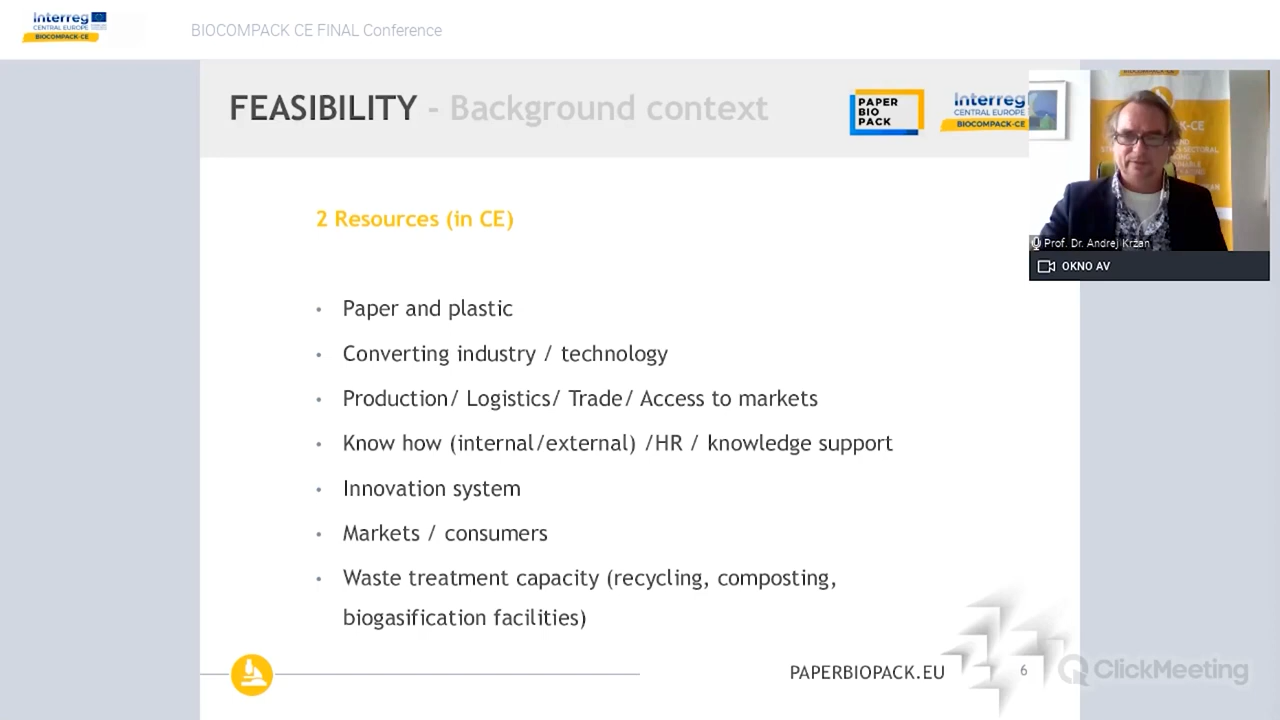 Interreg
CENTRAL EUROPE
BIOCOMPACK-CE
BIOCOMPACK CE FINAL Conference
FEASIBILITY - Background context
PAPER
BIO
PACK
Interreg
CENTRAL EUROPE
BIOCOMPACK-CE
K-CE
Prof. Dr. Andrej Kržan
OKNO AV
2 Resources (in CE)
• Paper and plastic
• Converting industry / technology
• Production/ Logistics/ Trade/ Access to markets
• Know how (internal/external) /HR / knowledge support
• Innovation system
• Markets / consumers
• Waste treatment capacity (recycling, composting,
biogasification facilities)
PAPERBIOPACK.EU
6
ClickMeeting